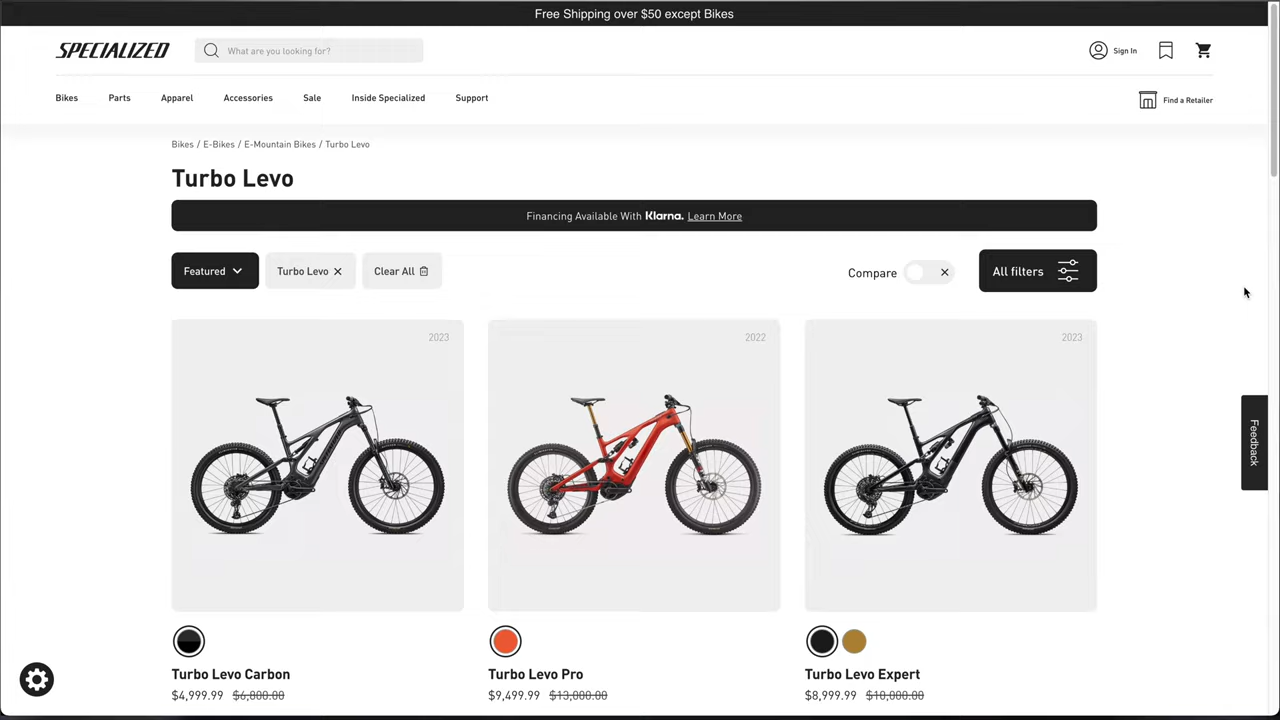 Free Shipping over $50 except Bikes
SPECIALIZED
What are you looking for?
Sign In
Bikes
Parts
Apparel
Accessories
Sale
Inside Specialized
Support
Find a Retailer
Bikes / E-Bikes / E-Mountain Bikes / Turbo Levo
Turbo Levo
Financing Available With Klarna. Learn More
Featured
Turbo Levo
Clear All
Compare
All filters
2023
2022
2023
Feedback
Turbo Levo Carbon
$4,999.99 $6,800.00
Turbo Levo Pro
$9,499.99 $13,000.00
Turbo Levo Expert
$8,999.99 $10,000.00